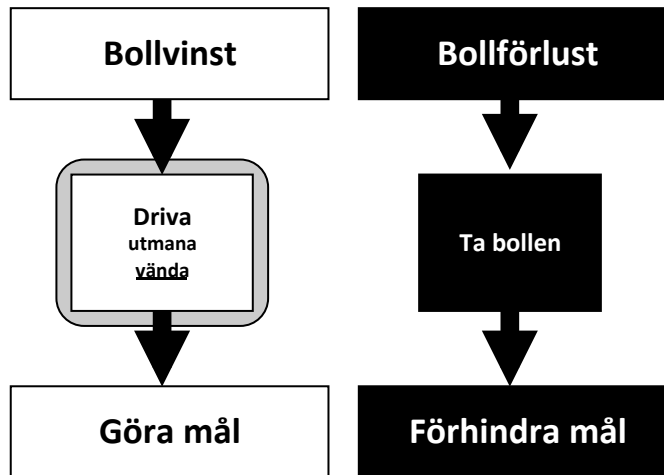 Bollvinst
Bollförlust
Driva
utmana
vända
Ta bollen
Göra mål
Förhindra mål